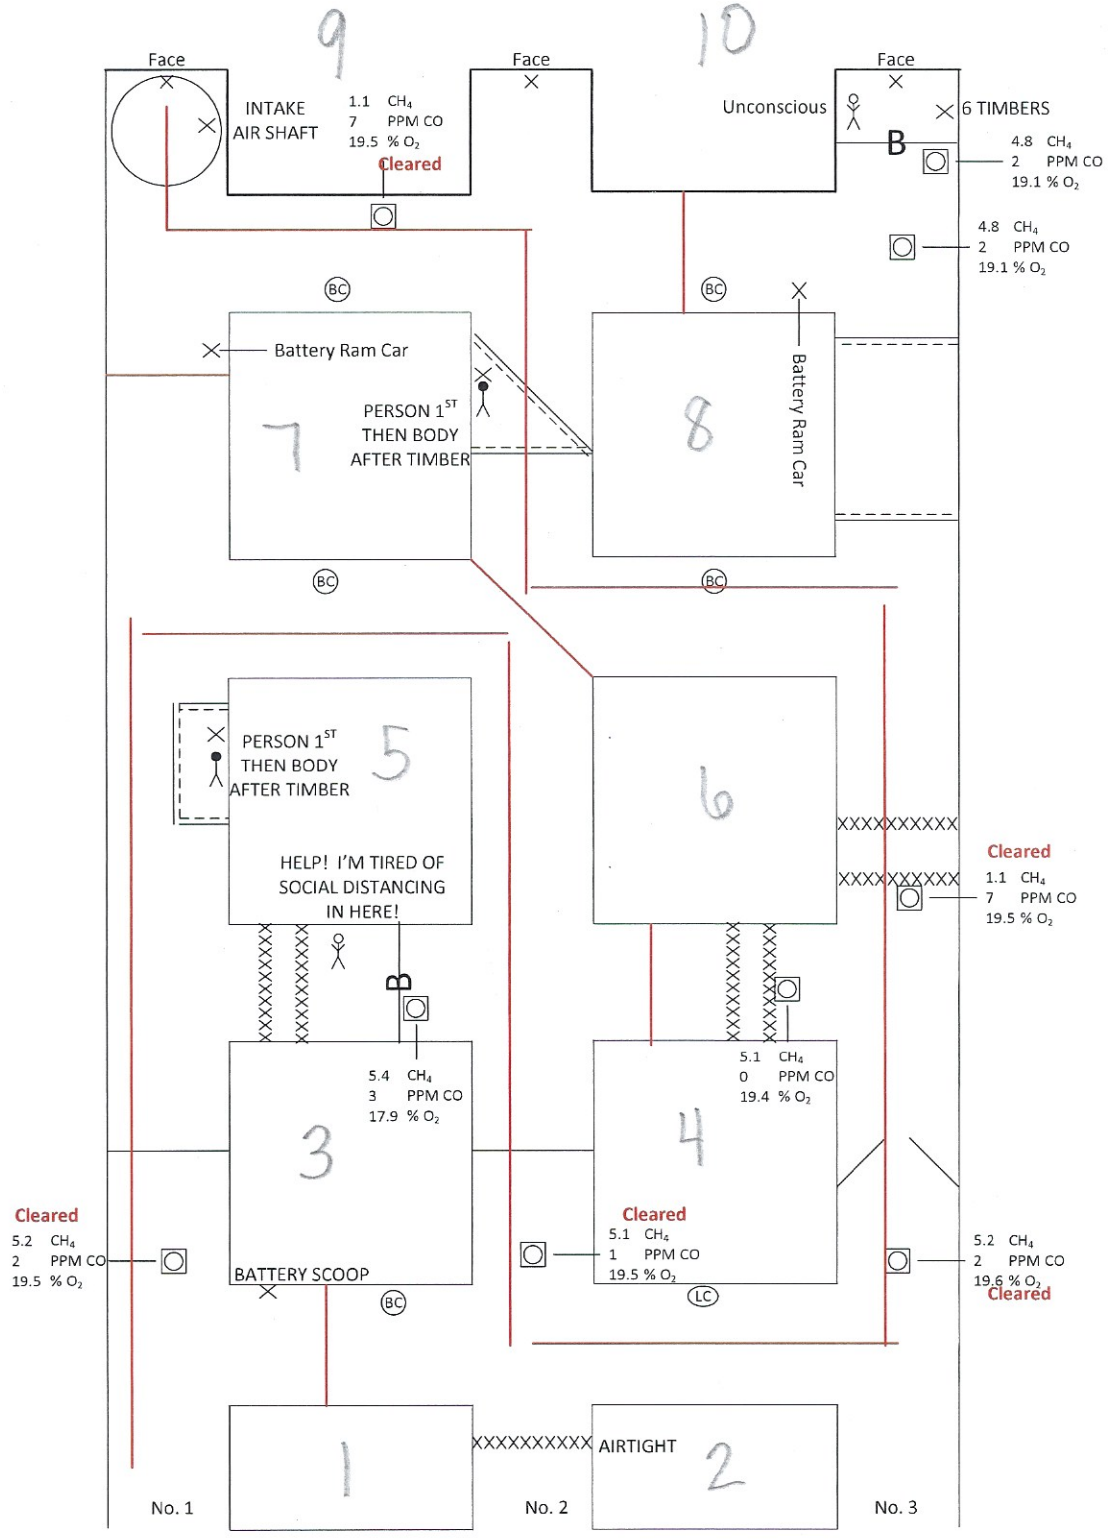 9
10
Face
Face
Face
INTAKE
AIR SHAFT
1.1 CH₄
7 PPM CO
19.5 % O₂
Cleared
Unconscious
6 TIMBERS
B
4.8 CH₄
2 PPM CO
19.1 % O₂
4.8 CH₄
2 PPM CO
19.1 % O₂
BC
BC
Battery Ram Car
Battery Ram Car
PERSON 1ST
THEN BODY
AFTER TIMBER
7
8
BC
BC
PERSON 1ST
THEN BODY
AFTER TIMBER
5
6
HELP! I'M TIRED OF
SOCIAL DISTANCING
IN HERE!
XXXXXXXXXX
XXXXXXXXXX
Cleared
1.1 CH₄
7 PPM CO
19.5 % O₂
B
5.4 CH₄
3 PPM CO
17.9 % O₂
5.1 CH₄
0 PPM CO
19.4 % O₂
3
4
Cleared
5.2 CH₄
2 PPM CO
19.5 % O₂
Cleared
5.1 CH₄
1 PPM CO
19.5 % O₂
5.2 CH₄
2 PPM CO
19.6 % O₂
Cleared
BATTERY SCOOP
BC
LC
XXXXXXXXXX AIRTIGHT
1
2
No. 1
No. 2
No. 3